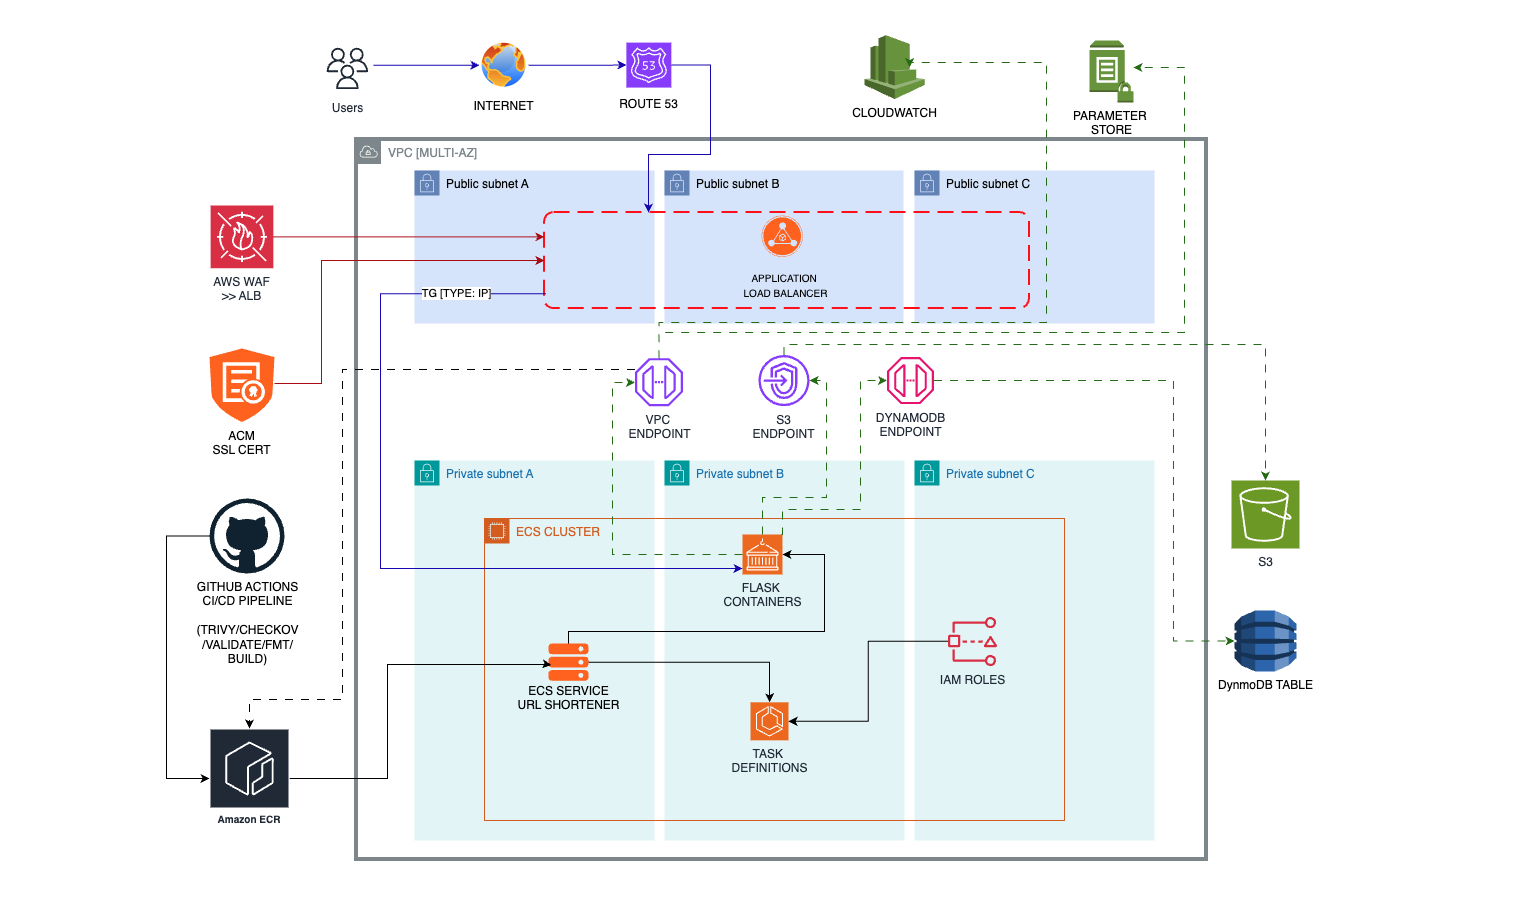 Users
INTERNET
53
ROUTE 53
CLOUDWATCH
PARAMETER
STORE
VPC [MULTI-AZ]
Public subnet A
Public subnet B
Public subnet C
AWS WAF
>> ALB
APPLICATION
LOAD BALANCER
TG [TYPE: IP]
ACM
SSL CERT
VPC
ENDPOINT
S3
ENDPOINT
DYNAMODB
ENDPOINT
Private subnet A
Private subnet B
Private subnet C
ECS CLUSTER
S3
GITHUB ACTIONS
CI/CD PIPELINE
(TRIVY/CHECKOV
/VALIDATE/FMT/
BUILD)
FLASK
CONTAINERS
ECS SERVICE
URL SHORTENER
IAM ROLES
DynmoDB TABLE
TASK
DEFINITIONS
Amazon ECR